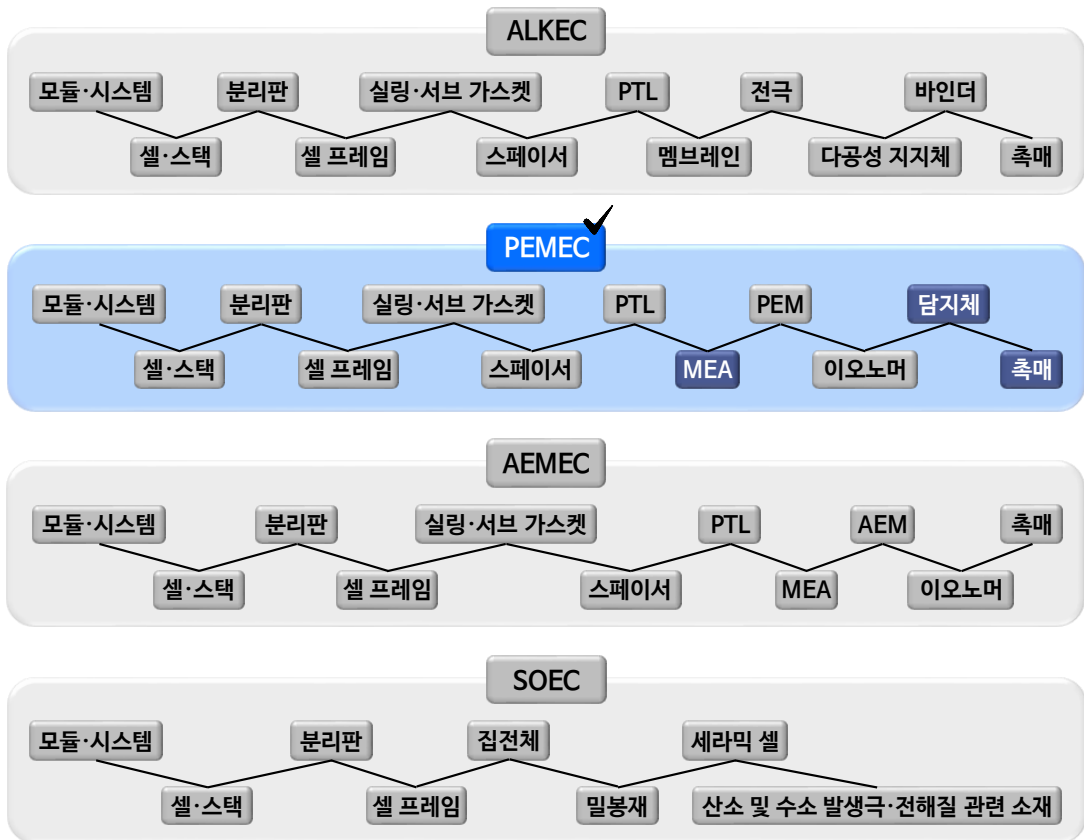 ALKEC
모듈·시스템 분리판 실링·서브 가스켓 PTL 전극 바인더
셀·스택 셀 프레임 스페이서 멤브레인 다공성 지지체 촉매
PEMEC
모듈·시스템 분리판 실링·서브 가스켓 PTL PEM 담지체
셀·스택 셀 프레임 스페이서 MEA 이오노머 촉매
AEMEC
모듈·시스템 분리판 실링·서브 가스켓 PTL AEM 촉매
셀·스택 셀 프레임 스페이서 MEA 이오노머
SOEC
모듈·시스템 분리판 집전체 세라믹 셀
셀·스택 셀 프레임 밀봉재 산소 및 수소 발생극·전해질 관련 소재